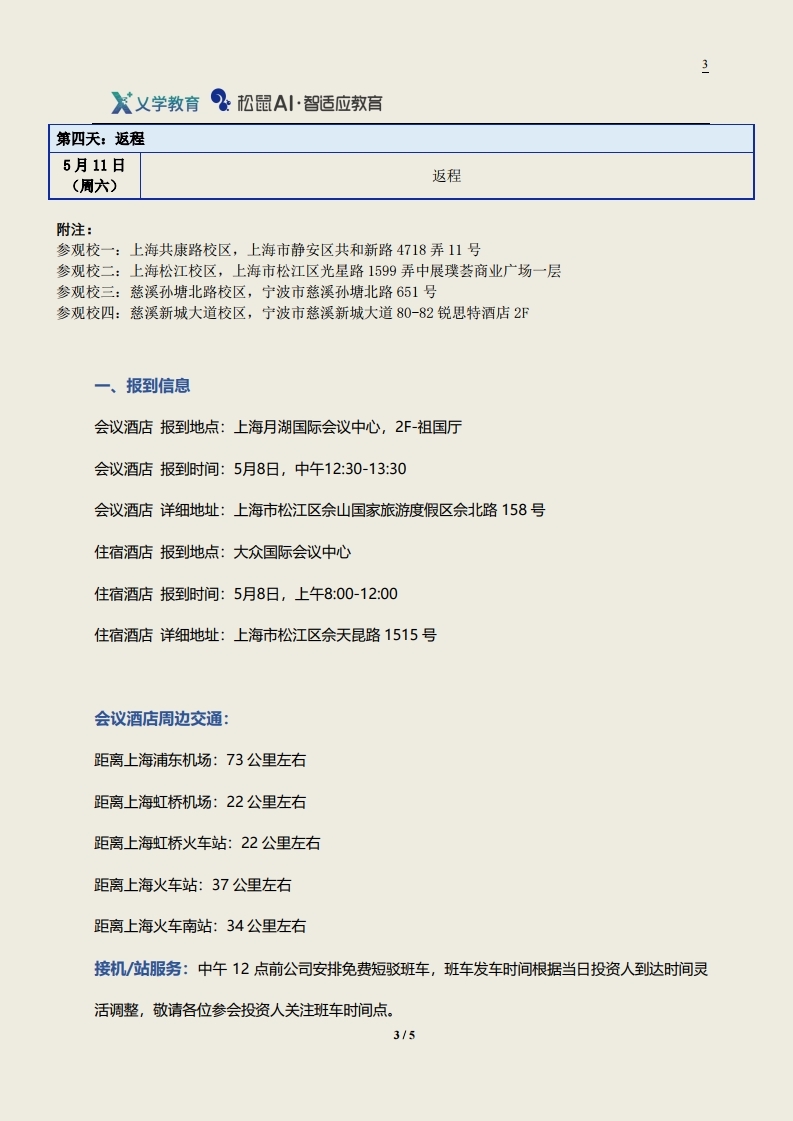 3
乂学教育 松鼠AI·智适应教育
第四天：返程
5 月 11 日
（周六）
返程
附注：
参观校一：上海共康路校区，上海市静安区共和新路 4718 弄 11 号
参观校二：上海松江校区，上海市松江区光星路 1599 弄中展璞荟商业广场一层
参观校三：慈溪孙塘北路校区，宁波市慈溪孙塘北路 651 号
参观校四：慈溪新城大道校区，宁波市慈溪新城大道 80-82 锐思特酒店 2F
一、报到信息
会议酒店 报到地点：上海月湖国际会议中心，2F-祖国厅
会议酒店 报到时间：5月8日，中午12:30-13:30
会议酒店 详细地址：上海市松江区佘山国家旅游度假区佘北路 158 号
住宿酒店 报到地点：大众国际会议中心
住宿酒店 报到时间：5月8日，上午8:00-12:00
住宿酒店 详细地址：上海市松江区佘天昆路 1515 号
会议酒店周边交通：
距离上海浦东机场：73 公里左右
距离上海虹桥机场：22 公里左右
距离上海虹桥火车站：22 公里左右
距离上海火车站：37 公里左右
距离上海火车南站：34 公里左右
接机/站服务：中午 12 点前公司安排免费短驳班车，班车发车时间根据当日投资人到达时间灵
活调整，敬请各位参会投资人关注班车时间点。
3 / 5